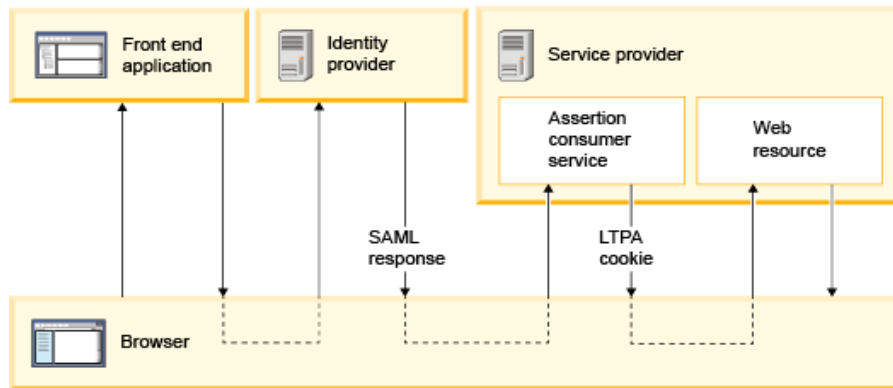 Front end
application
Identity
provider
Service provider
Assertion
consumer
service
Web
resource
SAML
response
LTPA
cookie
Browser